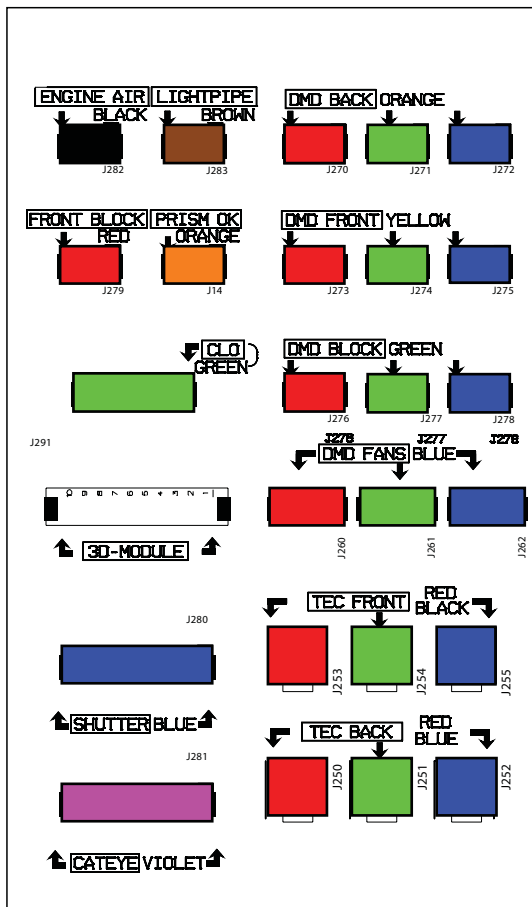 ENGINE AIR LIGHTPIPE DMD BACK ORANGE
BLACK BROWN
J282 J283 J270 J271 J272
FRONT BLOCK PRISM OK DMD FRONT YELLOW
RED ORANGE
J279 J14 J273 J274 J275
CLO DMD BLOCK GREEN
GREEN
J276 J277 J278
J291 J276 J277 J278
DMD FANS BLUE
10 9 8 7 6 5 4 3 2 1
J260 J261 J262
3D-MODULE
RED
TEC FRONT BLACK
J280
J253 J254 J255
SHUTTER BLUE
RED
TEC BACK BLUE
J281
J250 J251 J252
CATEYE VIOLET